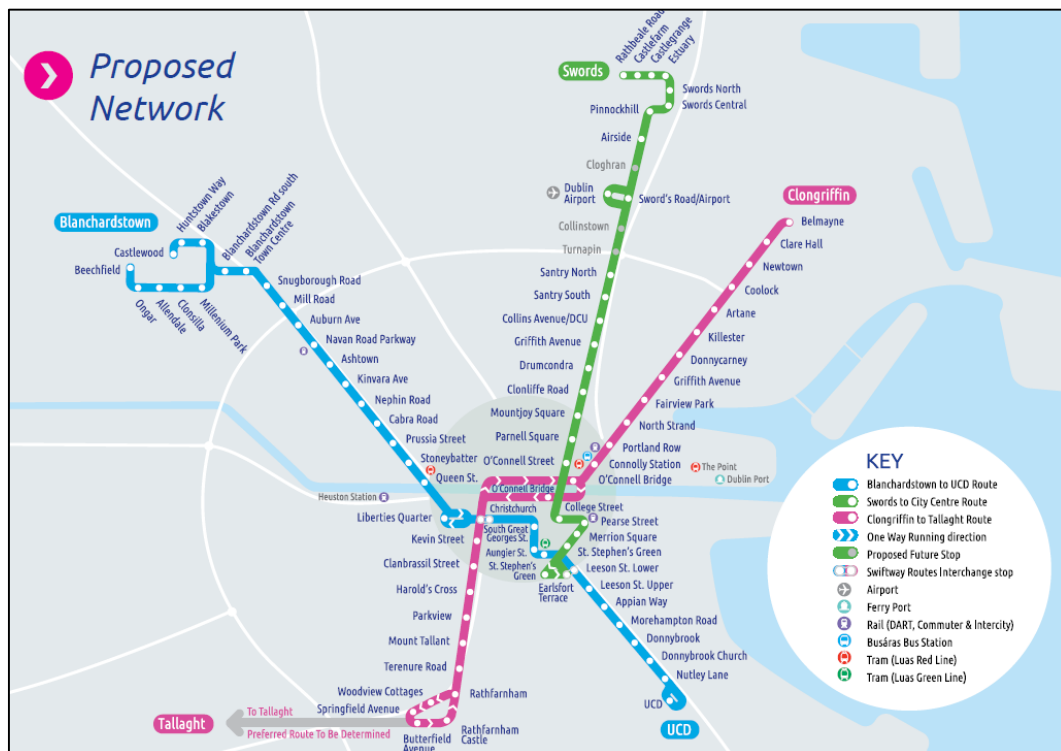 Proposed
Network
Swords
Rathbeale Road
Castlefarm
Castlegrange
Estuary
Swords North
Swords Central
Pinnockhill
Airside
Cloghran
Dublin
Airport
Sword's Road/Airport
Collinstown
Turnapin
Santry North
Santry South
Collins Avenue/DCU
Griffith Avenue
Drumcondra
Clonliffe Road
Mountjoy Square
Parnell Square
O'Connell Street
Clongriffin
Belmayne
Clare Hall
Newtown
Coolock
Artane
Killester
Donnycarney
Griffith Avenue
Fairview Park
North Strand
Portland Row
Connolly Station
O'Connell Bridge
The Point
Dublin Port
Blanchardstown
Huntstown Way
Blakestown
Blanchardstown Rd south
Blanchardstown
Town Centre
Castlewood
Beechfield
Ongar
Allendale
Clonsilla
Millenium Park
Snugborough Road
Mill Road
Auburn Ave
Navan Road Parkway
Ashtown
Kinvara Ave
Nephin Road
Cabra Road
Prussia Street
Stoneybatter
Queen St.
Heuston Station
O'Connell Bridge
Liberties Quarter
Christchurch
College Street
Kevin Street
South Great
Georges St.
Aungier St.
St. Stephen's
Green
Pearse Street
Merrion Square
St. Stephen's Green
Earlsfort
Terrace
Leeson St. Lower
Leeson St. Upper
Appian Way
Morehampton Road
Donnybrook
Donnybrook Church
Nutley Lane
UCD
UCD
Clanbrassil Street
Harold's Cross
Parkview
Mount Tallant
Terenure Road
Woodview Cottages
Rathfarnham
Springfield Avenue
Butterfield
Avenue
Rathfarnham
Castle
Tallaght
To Tallaght
Preferred Route To Be Determined
KEY
Blanchardstown to UCD Route
Swords to City Centre Route
Clongriffin to Tallaght Route
One Way Running direction
Proposed Future Stop
Swiftway Routes Interchange stop
Airport
Ferry Port
Rail (DART, Commuter & Intercity)
Busáras Bus Station
Tram (Luas Red Line)
Tram (Luas Green Line)